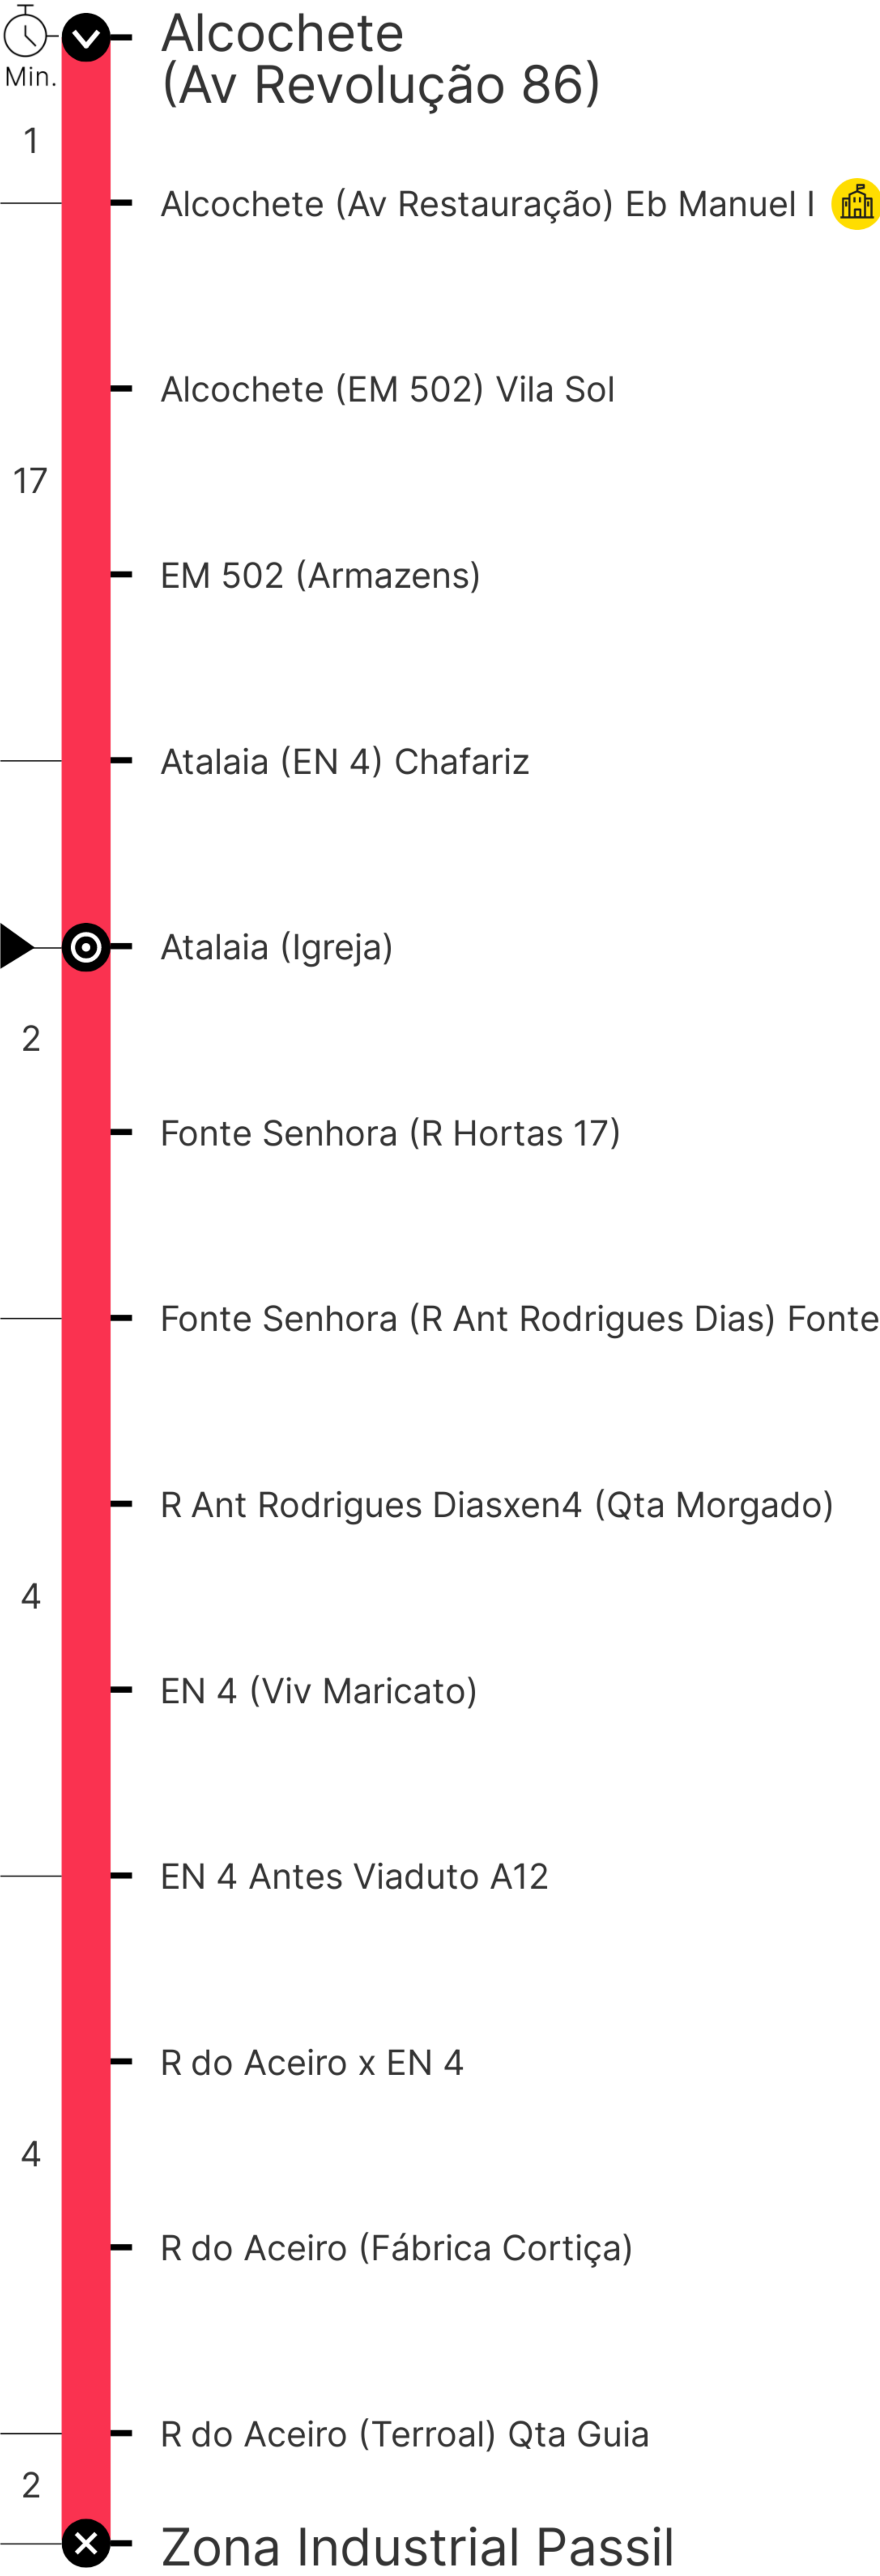 Alcochete
(Av Revolução 86)
Min.
1
Alcochete (Av Restauração) Eb Manuel I
Alcochete (EM 502) Vila Sol
17
EM 502 (Armazens)
Atalaia (EN 4) Chafariz
Atalaia (Igreja)
2
Fonte Senhora (R Hortas 17)
Fonte Senhora (R Ant Rodrigues Dias) Fonte
R Ant Rodrigues Diasxen4 (Qta Morgado)
4
EN 4 (Viv Maricato)
EN 4 Antes Viaduto A12
R do Aceiro x EN 4
4
R do Aceiro (Fábrica Cortiça)
R do Aceiro (Terroal) Qta Guia
2
Zona Industrial Passil